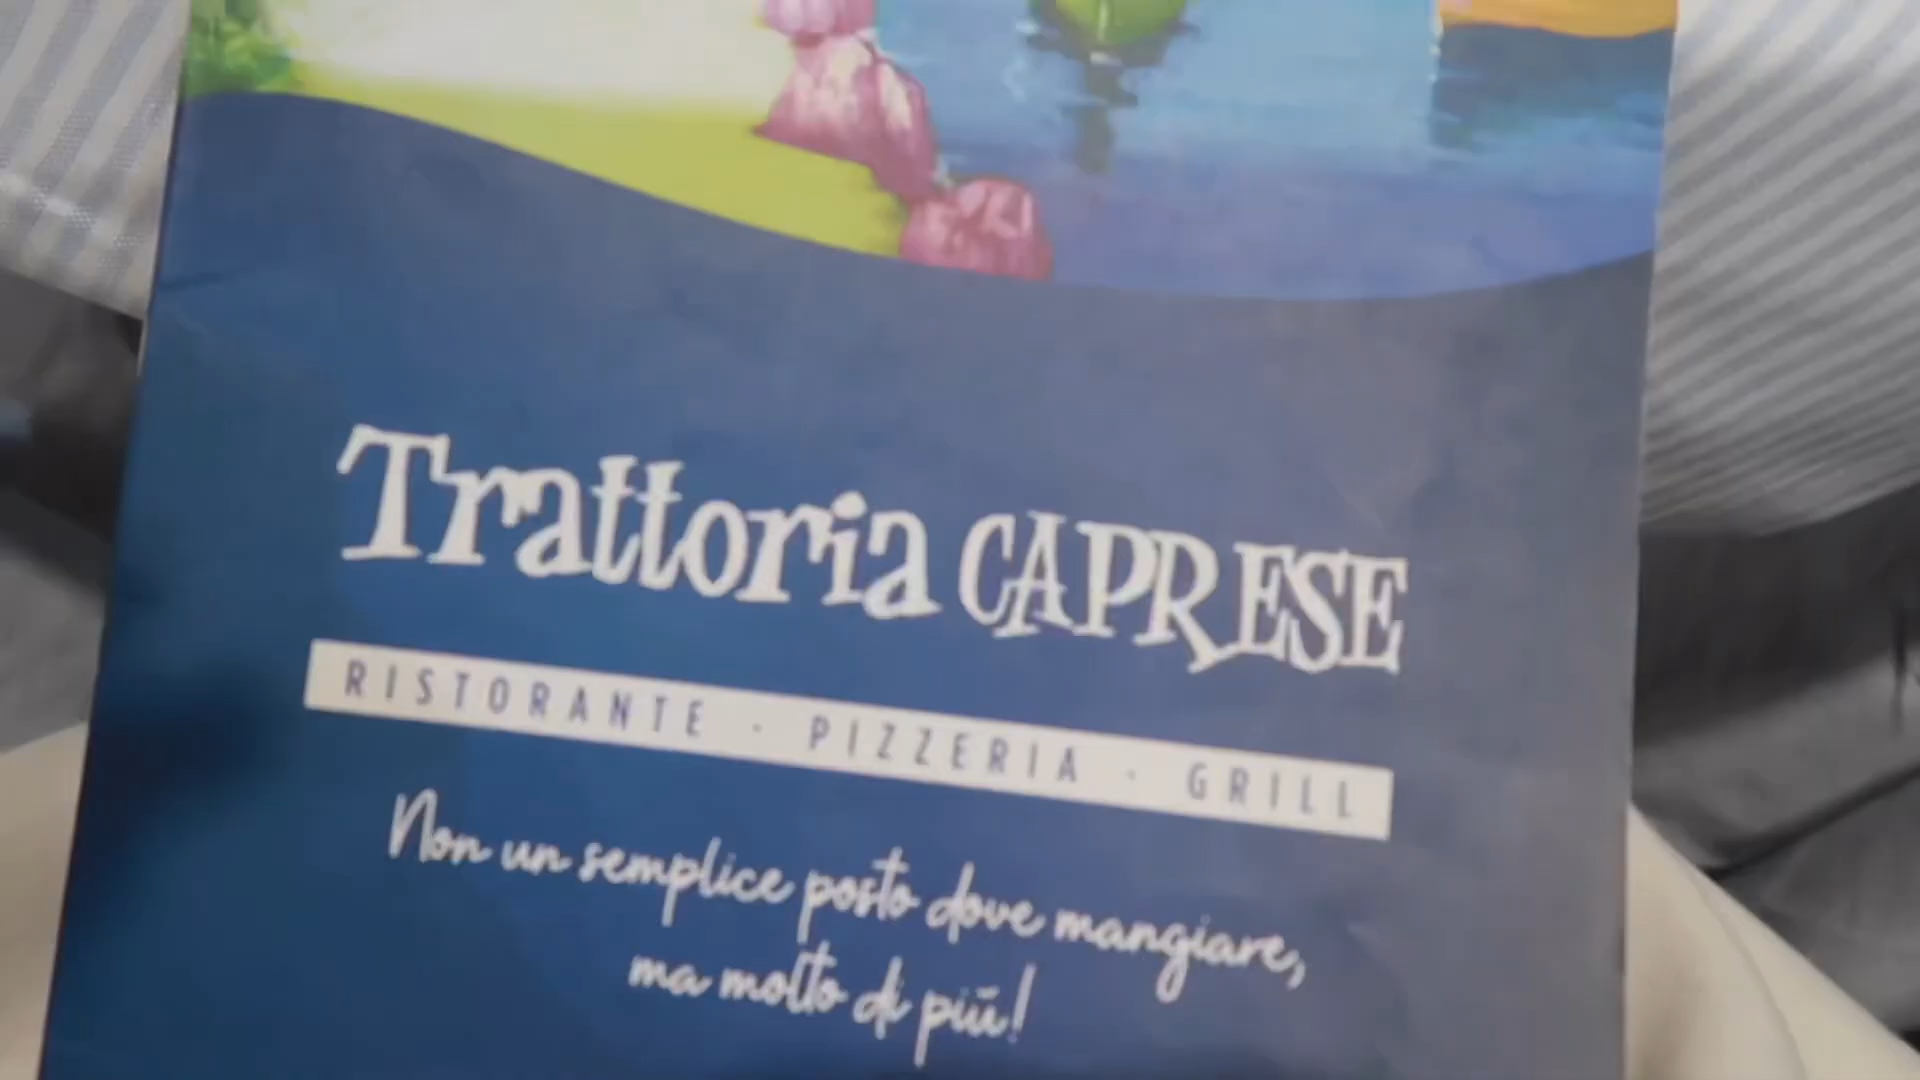 Trattoria CAPRESE
RISTORANTE - PIZZERIA - GRILL
Non un semplice posto dove mangiare,
ma molto di più!